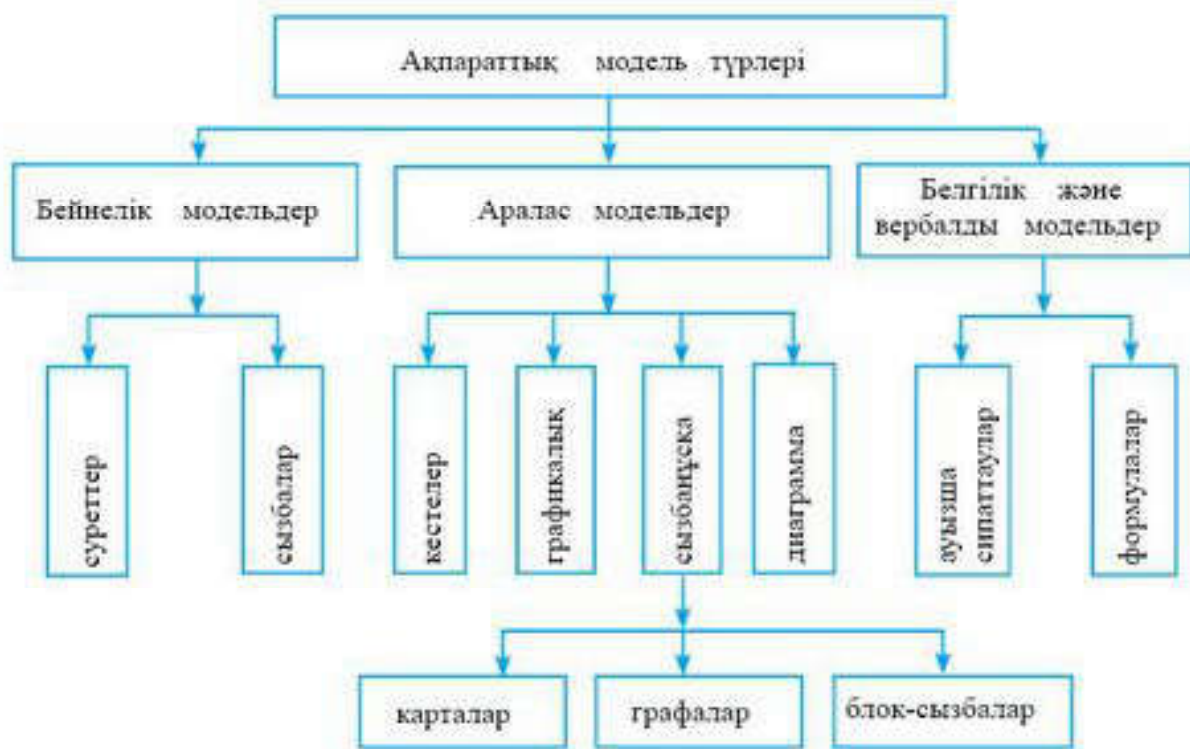 Ақпараттық модель түрлері
Бейнелік модельдер
Аралас модельдер
Белгілік және
вербалды модельдер
суреттер
сызбалар
кестелер
графикалық
сызбанұсқа
диаграмма
ауызша
сипаттаулар
формулалар
карталар
графалар
блок-сызбалар